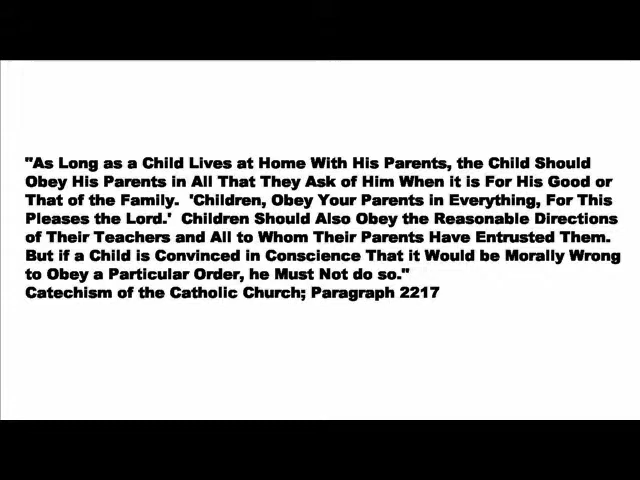 "As Long as a Child Lives at Home With His Parents, the Child Should
Obey His Parents in All That They Ask of Him When it is For His Good or
That of the Family.  'Children, Obey Your Parents in Everything, For This
Pleases the Lord.'  Children Should Also Obey the Reasonable Directions
of Their Teachers and All to Whom Their Parents Have Entrusted Them.
But if a Child is Convinced in Conscience That it Would be Morally Wrong
to Obey a Particular Order, he Must Not do so."
Catechism of the Catholic Church; Paragraph 2217